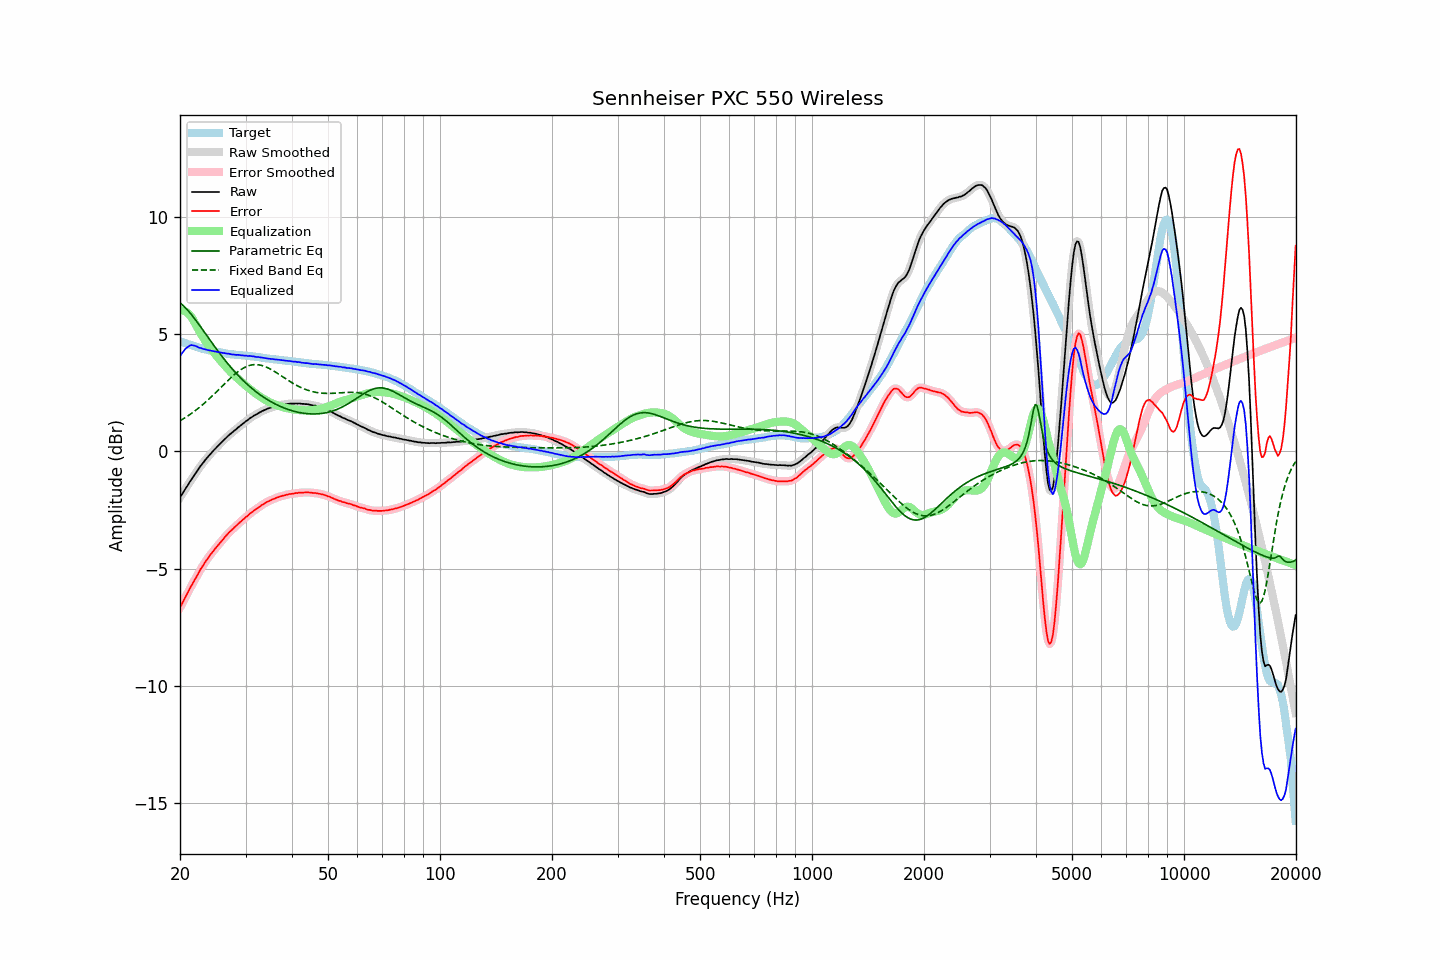 Sennheiser PXC 550 Wireless
Target
Raw Smoothed
Error Smoothed
Raw
Error
Equalization
Parametric Eq
Fixed Band Eq
Equalized
10
5
0
−5
−10
−15
Amplitude (dBr)
20
50
100
200
500
1000
2000
5000
10000
20000
Frequency (Hz)